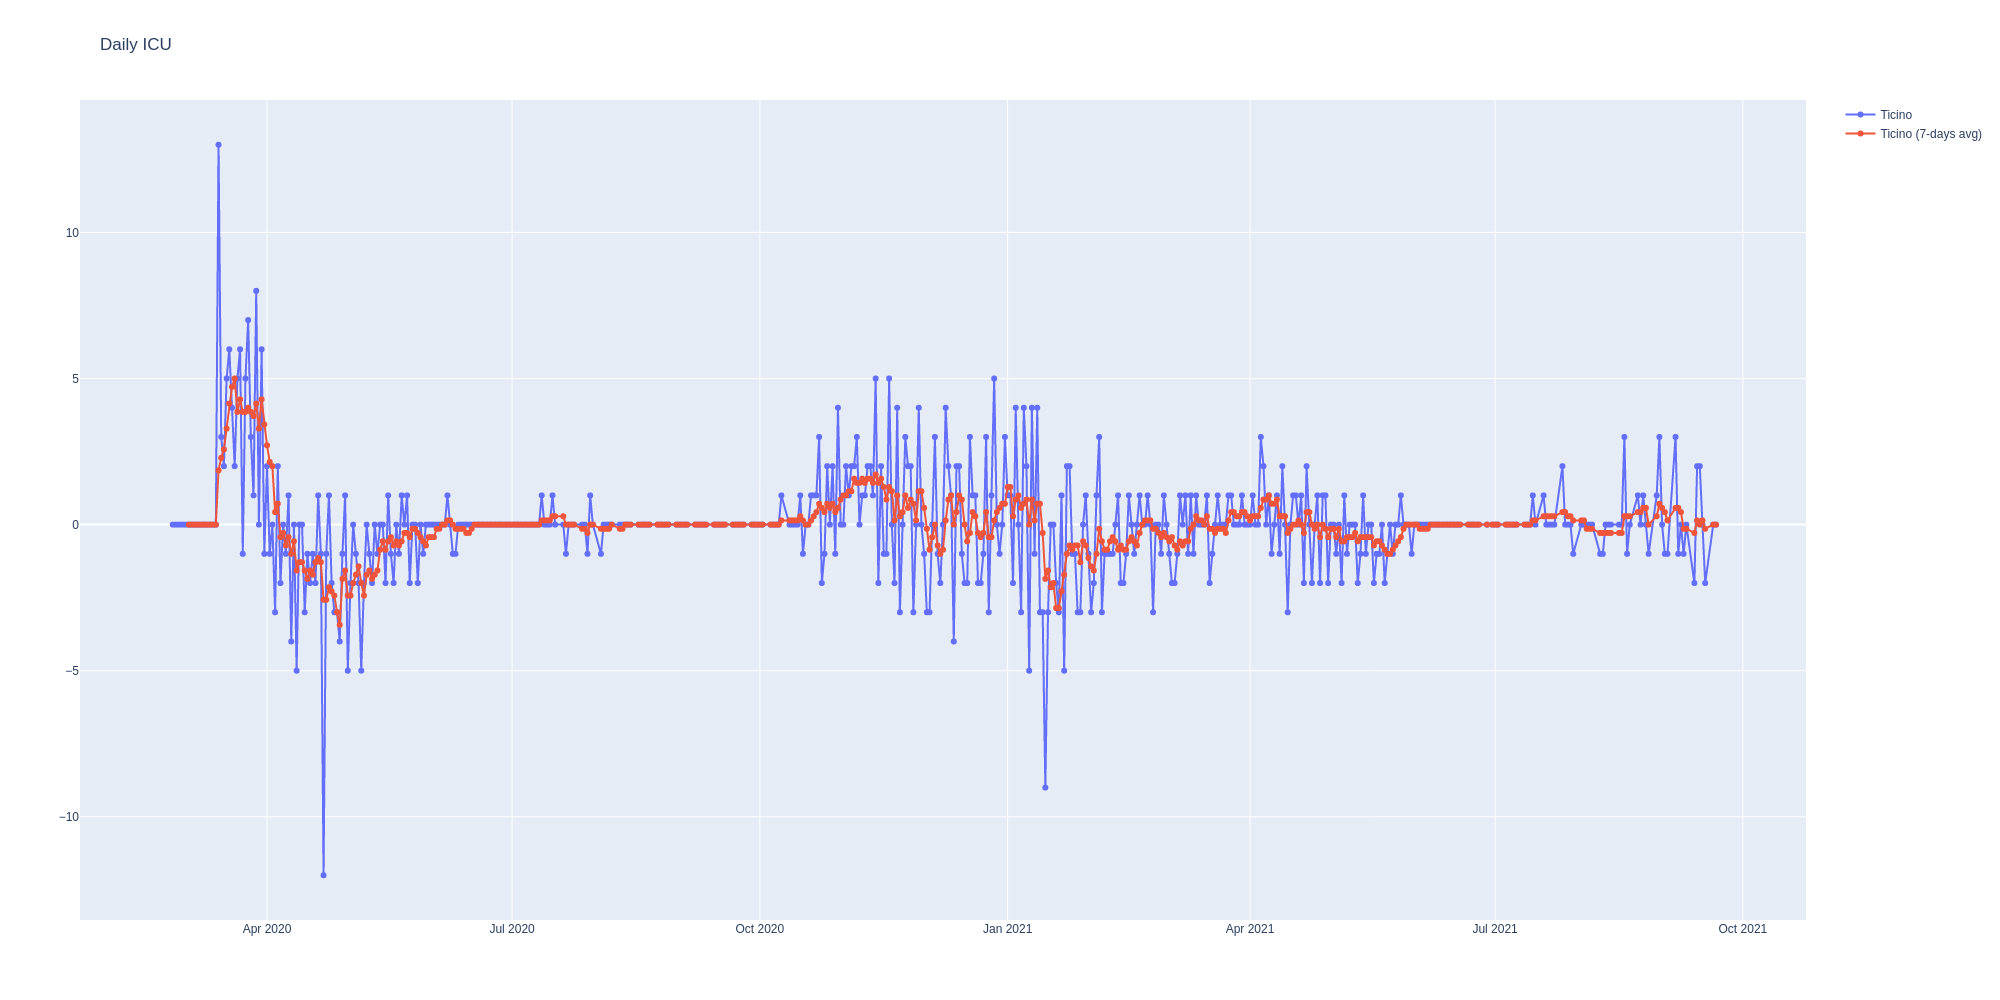 Daily ICU
Ticino
Ticino (7-days avg)
10
5
0
−5
−10
Apr 2020
Jul 2020
Oct 2020
Jan 2021
Apr 2021
Jul 2021
Oct 2021